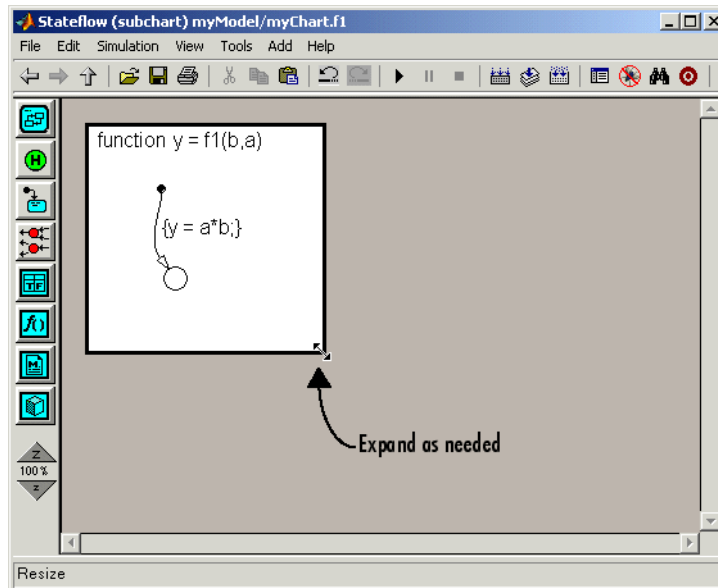 Stateflow (subchart) myModel/myChart.f1
File Edit Simulation View Tools Add Help
H
TF
f()
M
function y = f1(b,a)
{y = a*b;}
Expand as needed
Z
100%
z
Resize